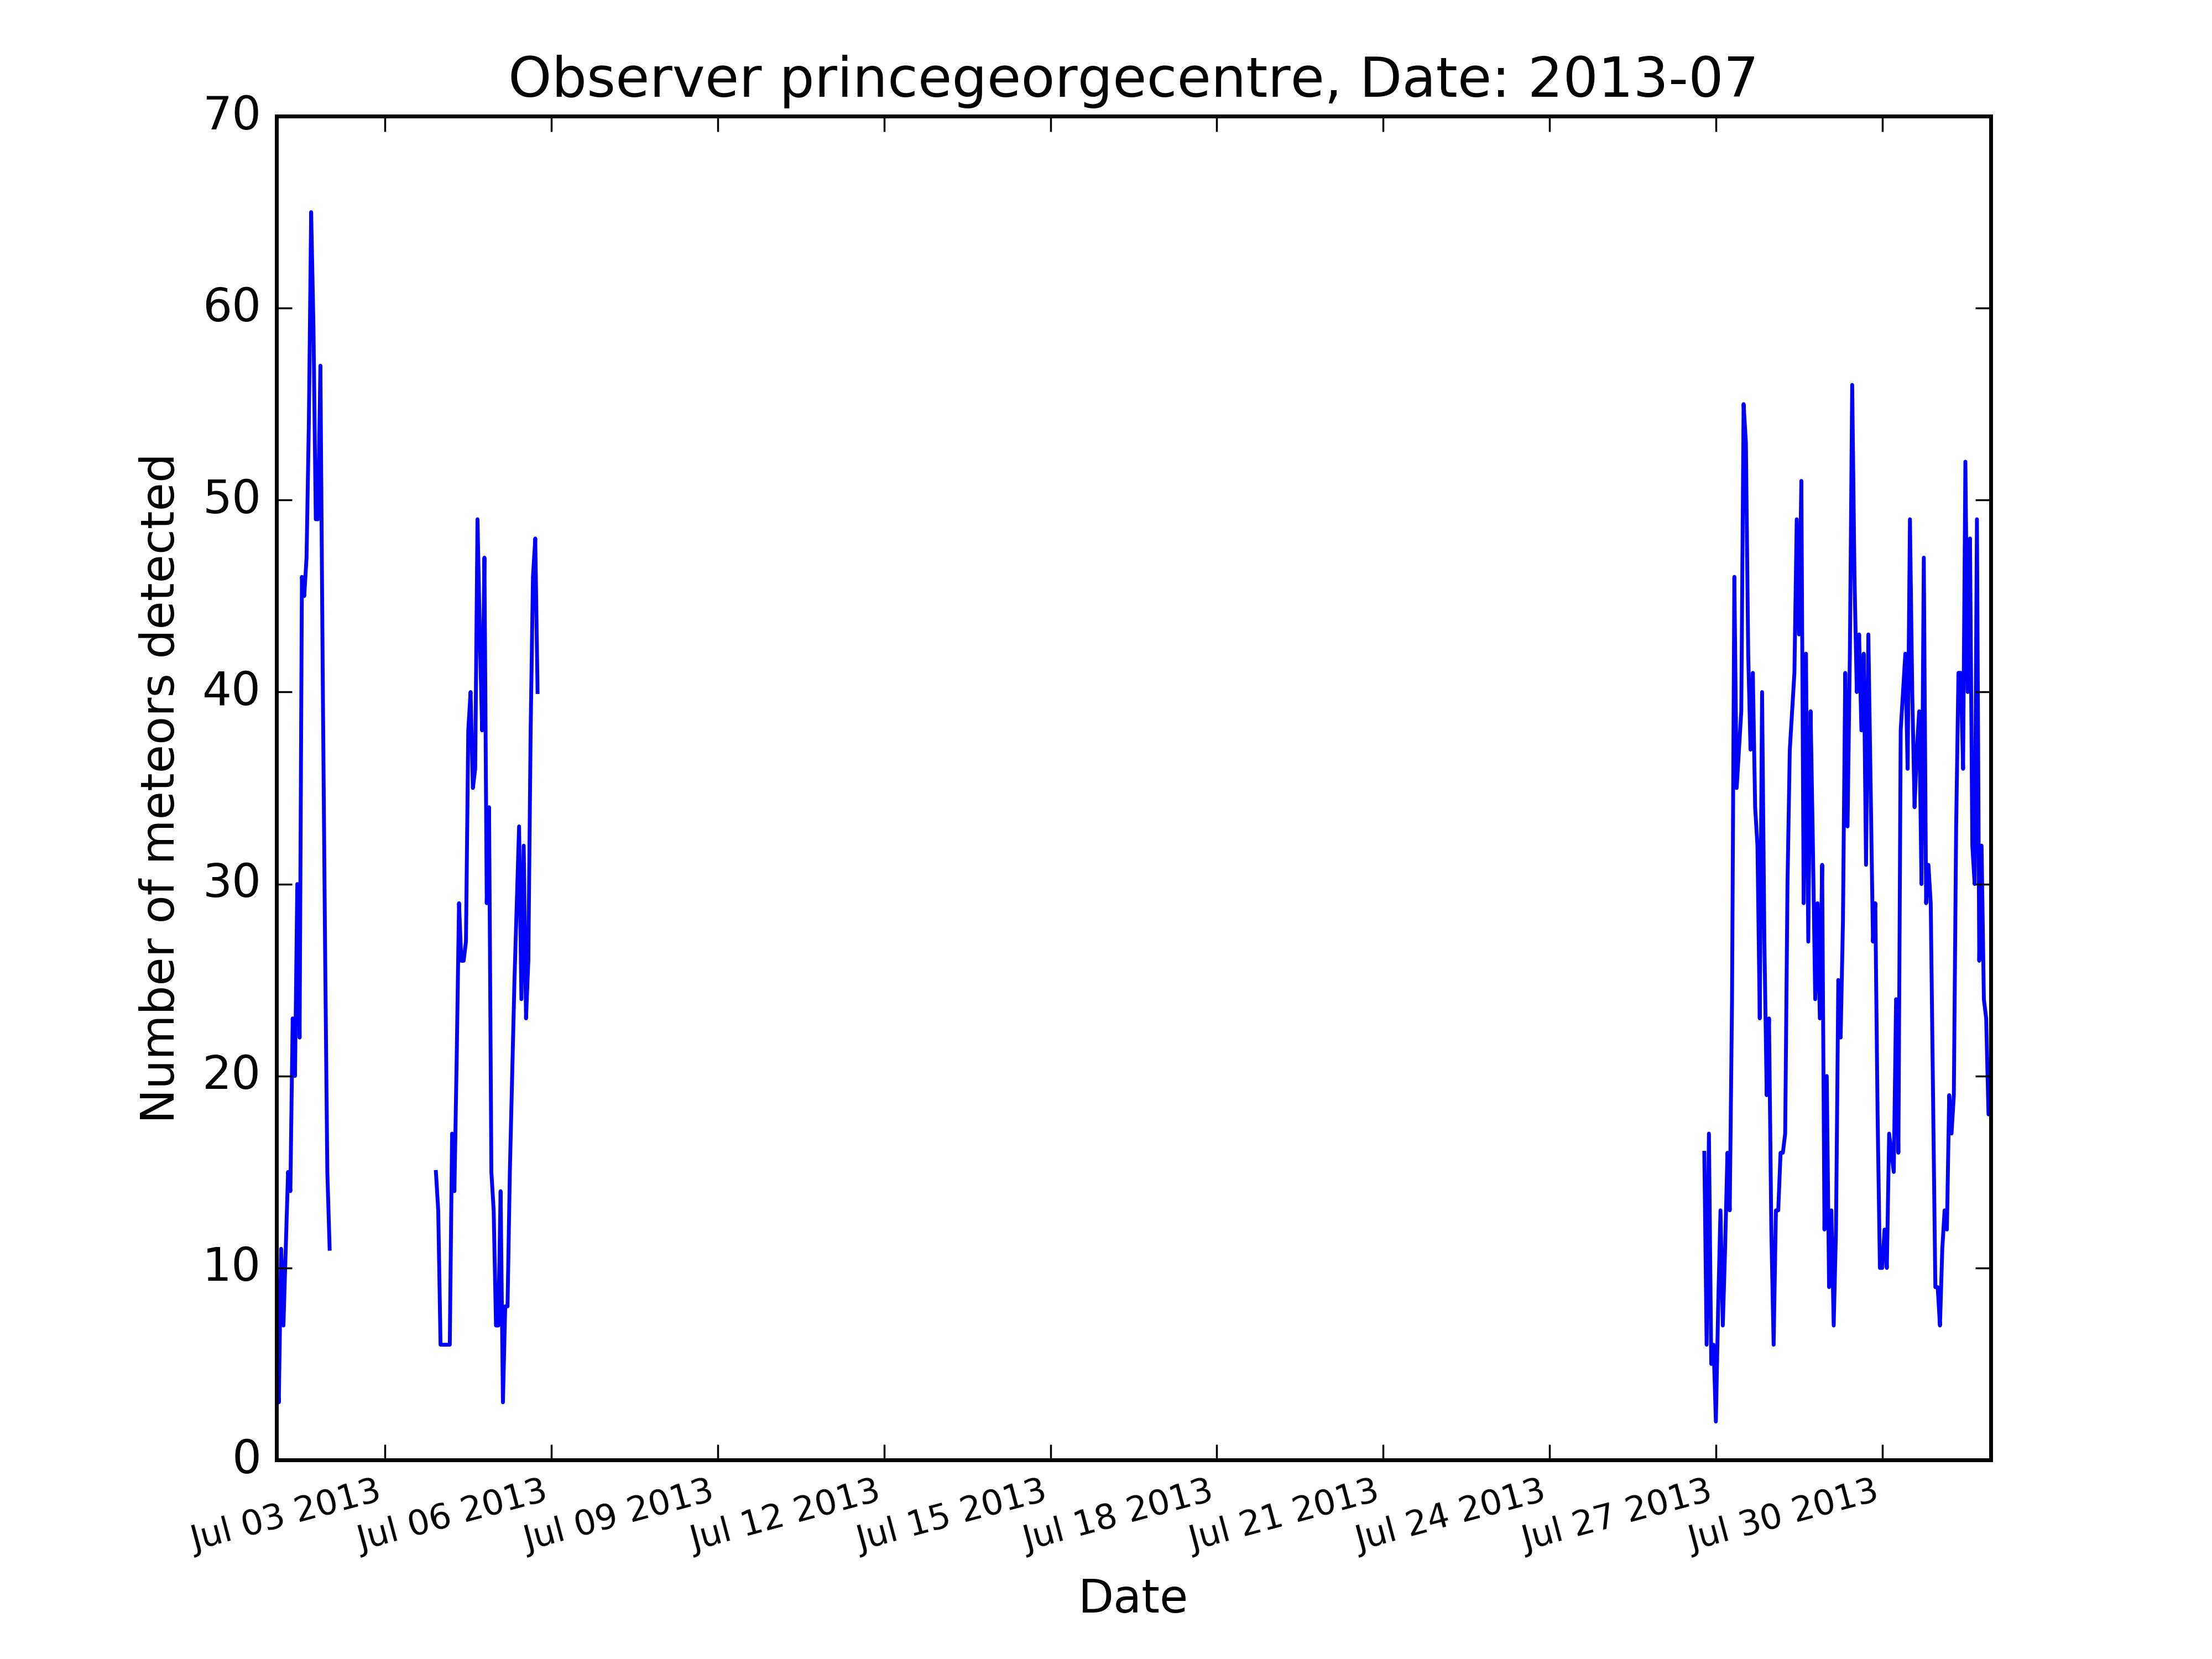 Observer princegeorgecentre, Date: 2013-07
Number of meteors detected
70
60
50
40
30
20
10
0
Jul 03 2013
Jul 06 2013
Jul 09 2013
Jul 12 2013
Jul 15 2013
Jul 18 2013
Jul 21 2013
Jul 24 2013
Jul 27 2013
Jul 30 2013
Date